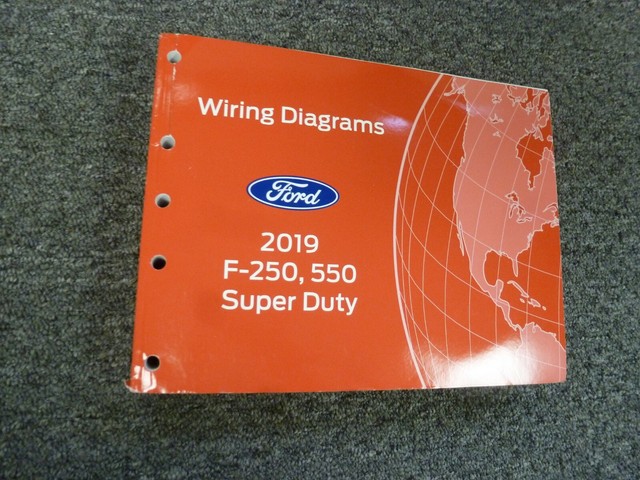 Wiring Diagrams
Ford
2019
F-250, 550
Super Duty